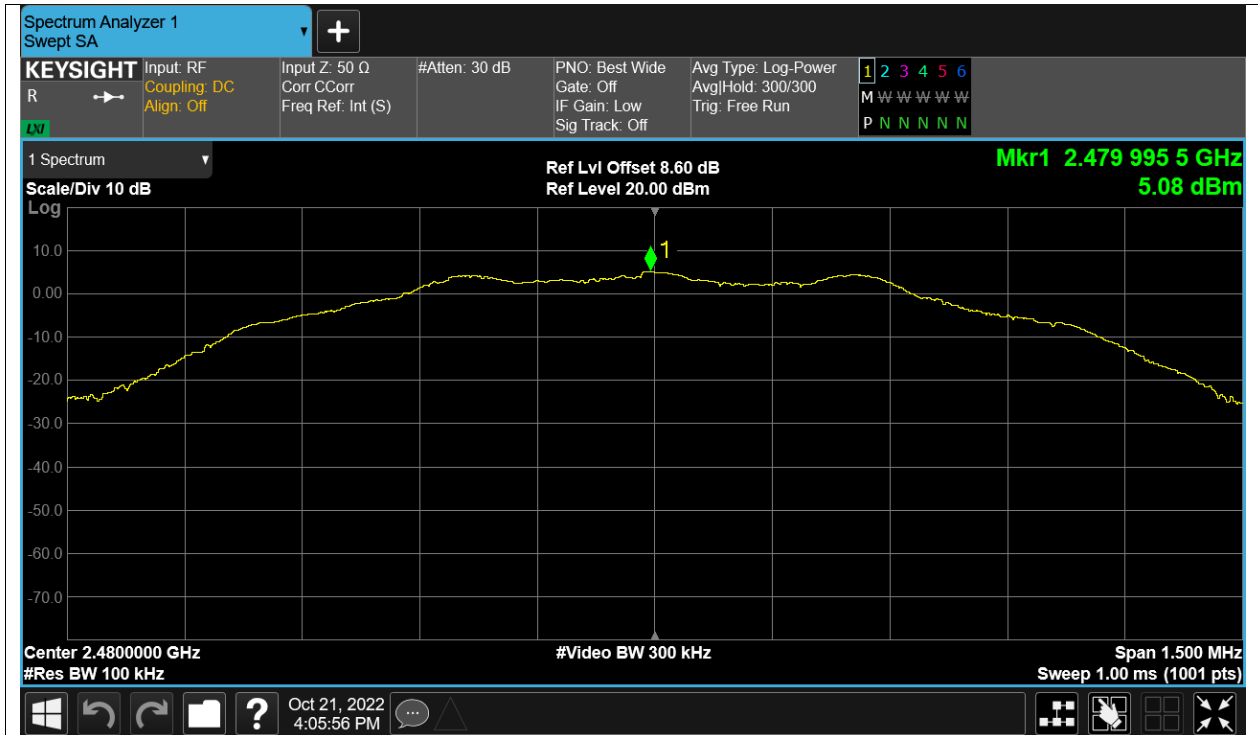 Spectrum Analyzer 1
Swept SA
KEYSIGHT
R
LXI
Input: RF
Coupling: DC
Align: Off
Input Z: 50 Ω
Corr CCorr
Freq Ref: Int (S)
#Atten: 30 dB
PNO: Best Wide
Gate: Off
IF Gain: Low
Sig Track: Off
Avg Type: Log-Power
Avg|Hold: 300/300
Trig: Free Run
1 2 3 4 5 6
M W W W W W
P N N N N N
1 Spectrum
Scale/Div 10 dB
Log
Ref Lvl Offset 8.60 dB
Ref Level 20.00 dBm
Mkr1 2.479 995 5 GHz
5.08 dBm
1
10.0
0.00
-10.0
-20.0
-30.0
-40.0
-50.0
-60.0
-70.0
Center 2.4800000 GHz
#Video BW 300 kHz
Span 1.500 MHz
#Res BW 100 kHz
Sweep 1.00 ms (1001 pts)
?
Oct 21, 2022
4:05:56 PM